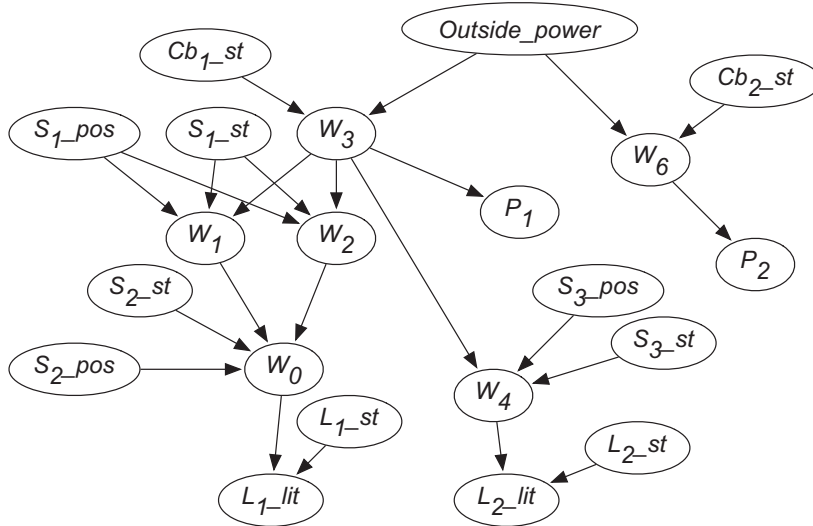 Outside_power
Cb1_st
Cb2_st
S1_pos
S1_st
W3
W6
P1
W1
W2
P2
S2_st
S3_pos
S3_st
S2_pos
W0
W4
L1_st
L2_st
L1_lit
L2_lit